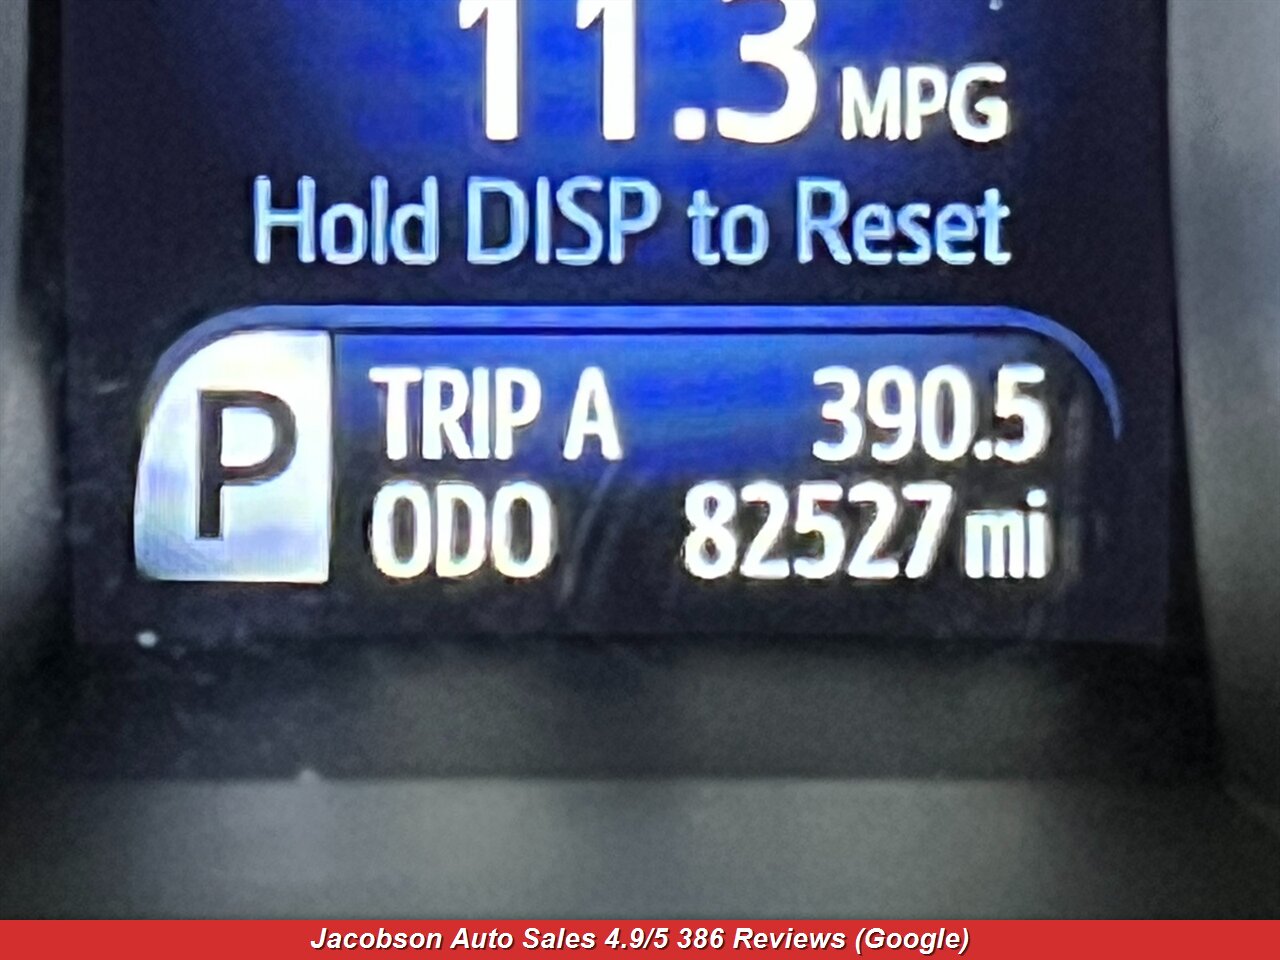 11.3 MPG
Hold DISP to Reset
P
TRIP A 390.5
ODO 82527 mi
Jacobson Auto Sales 4.9/5 386 Reviews (Google)